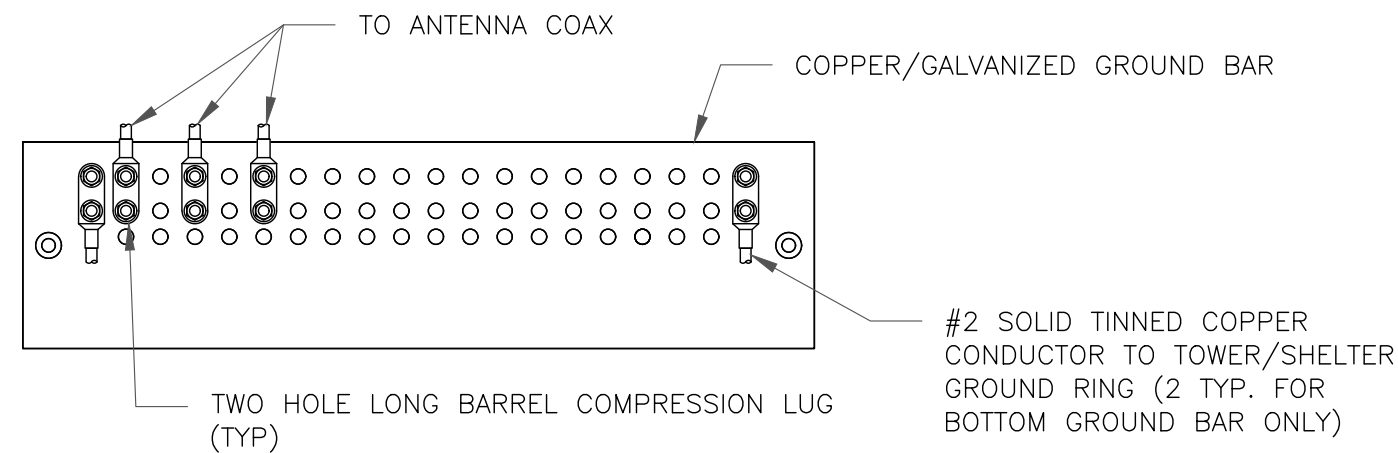 TO ANTENNA COAX
COPPER/GALVANIZED GROUND BAR
#2 SOLID TINNED COPPER
CONDUCTOR TO TOWER/SHELTER
GROUND RING (2 TYP. FOR
BOTTOM GROUND BAR ONLY)
TWO HOLE LONG BARREL COMPRESSION LUG
(TYP)